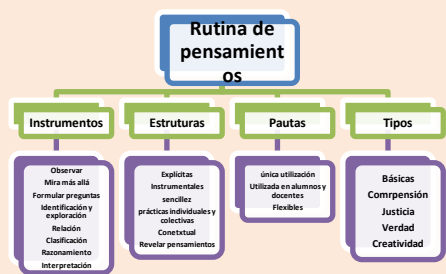 Rutina de
pensamient
os
Instrumentos
Estruturas
Pautas
Tipos
Observar
Mira más allá
Formular preguntas
Identificación y
exploración
Relación
Clasificación
Razonamiento
Interpretación
Explícitas
Instrumentales
sencillez
prácticas individuales y
colectivas
Conetxtual
Revelar pensamientos
única utilización
Utilizada en alumnos y
docentes
Flexibles
Básicas
Comrpensión
Justicia
Verdad
Creatividad